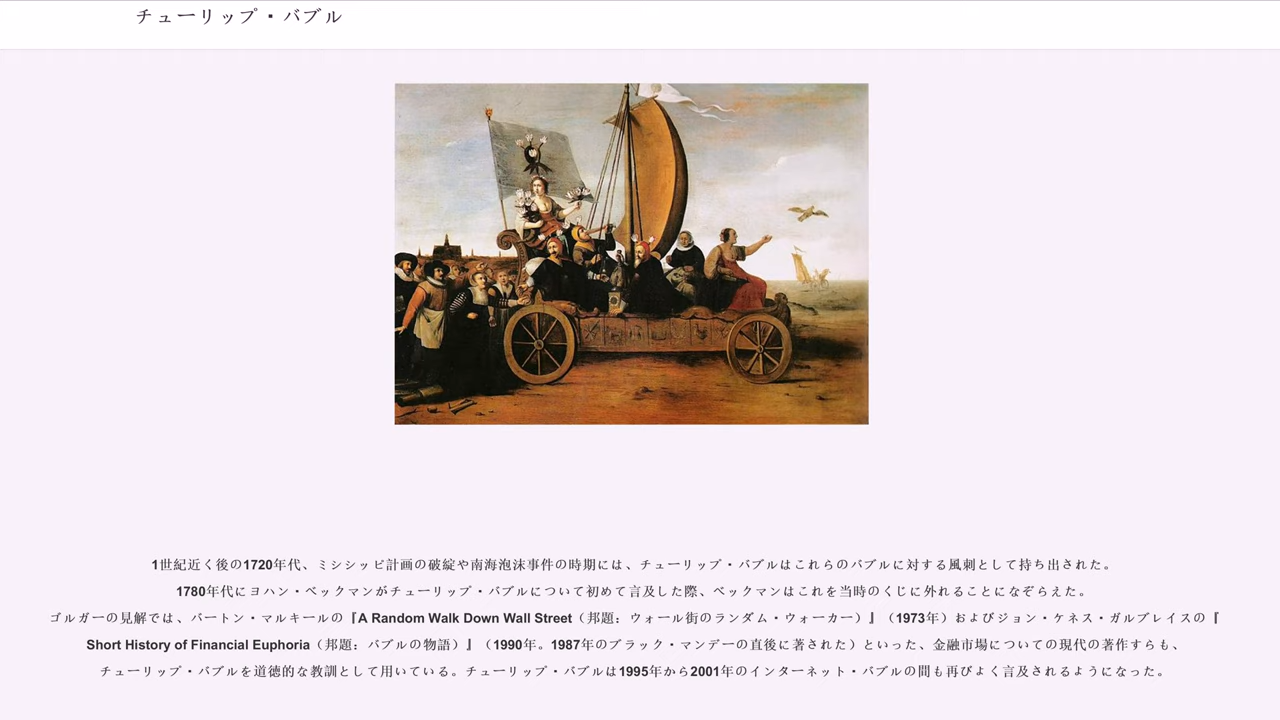 チューリップ・バブル
1世紀近く後の1720年代、ミシシッピ計画の破綻や南海泡沫事件の時期には、チューリップ・バブルはこれらのバブルに対する風刺として持ち出された。
1780年代にヨハン・ベックマンがチューリップ・バブルについて初めて言及した際、ベックマンはこれを当時のくじに外れることになぞらえた。
ゴルガーの見解では、バートン・マルキールの『A Random Walk Down Wall Street（邦題：ウォール街のランダム・ウォーカー）』（1973年）およびジョン・ケネス・ガルブレイスの『
Short History of Financial Euphoria（邦題：バブルの物語）』（1990年。1987年のブラック・マンデーの直後に著された）といった、金融市場についての現代の著作すらも、
チューリップ・バブルを道徳的な教訓として用いている。チューリップ・バブルは1995年から2001年のインターネット・バブルの間も再びよく言及されるようになった。